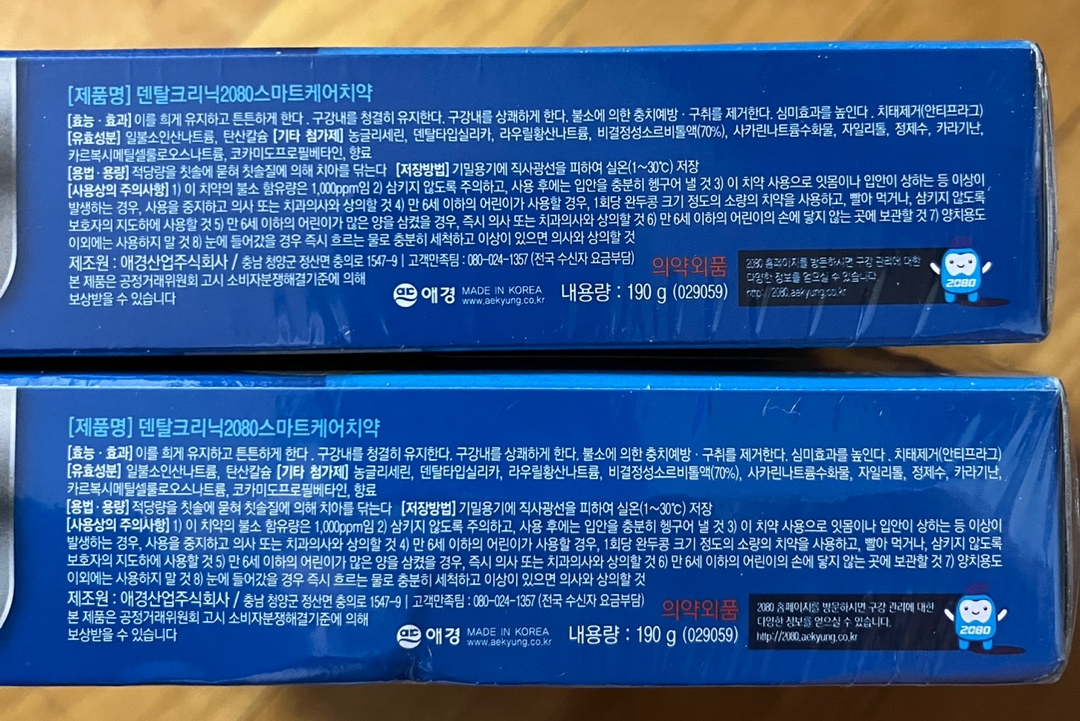 [제품명] 덴탈크리닉2080스마트케어치약
[효능·효과] 이를 희게 유지하고 튼튼하게 한다 . 구강내를 청결히 유지한다. 구강내를 상쾌하게 한다. 불소에 의한 충치예방 · 구취를 제거한다. 심미효과를 높인다 . 치태제거(안티프라그)
[유효성분] 일불소인산나트륨, 탄산칼슘 [기타 첨가제] 농글리세린, 덴탈타입실리카, 라우릴황산나트륨, 비결정성소르비톨액(70%), 사카린나트륨수화물, 자일리톨, 정제수, 카라기난,
카르복시메틸셀룰로오스나트륨, 코카미도프로필베타인, 향료
[용법·용량] 적당량을 칫솔에 묻혀 칫솔질에 의해 치아를 닦는다 [저장방법] 기밀용기에 직사광선을 피하여 실온(1~30℃) 저장
[사용상의 주의사항] 1) 이 치약의 불소 함유량은 1,000ppm임 2) 삼키지 않도록 주의하고, 사용 후에는 입안을 충분히 헹구어 낼 것 3) 이 치약 사용으로 잇몸이나 입안이 상하는 등 이상이
발생하는 경우, 사용을 중지하고 의사 또는 치과의사와 상의할 것 4) 만 6세 이하의 어린이가 사용할 경우, 1회당 완두콩 크기 정도의 소량의 치약을 사용하고, 빨아 먹거나, 삼키지 않도록
보호자의 지도하에 사용할 것 5) 만 6세 이하의 어린이가 많은 양을 삼켰을 경우, 즉시 의사 또는 치과의사와 상의할 것 6) 만 6세 이하의 어린이의 손에 닿지 않는 곳에 보관할 것 7) 양치용도
이외에는 사용하지 말 것 8) 눈에 들어갔을 경우 즉시 흐르는 물로 충분히 세척하고 이상이 있으면 의사와 상의할 것
제조원 : 애경산업주식회사 / 충남 청양군 정산면 충의로 1547-9 | 고객만족팀 : 080-024-1357 (전국 수신자 요금부담)
본 제품은 공정거래위원회 고시 소비자분쟁해결기준에 의해
보상받을 수 있습니다
애경 MADE IN KOREA
www.aekyung.co.kr
내용량 : 190 g (029059)
의약외품
2080 홈페이지를 방문하시면 구강 관리에 대한
다양한 정보를 얻으실 수 있습니다.
http://2080.aekyung.co.kr
2080
[제품명] 덴탈크리닉2080스마트케어치약
[효능·효과] 이를 희게 유지하고 튼튼하게 한다 . 구강내를 청결히 유지한다. 구강내를 상쾌하게 한다. 불소에 의한 충치예방 · 구취를 제거한다. 심미효과를 높인다 . 치태제거(안티프라그)
[유효성분] 일불소인산나트륨, 탄산칼슘 [기타 첨가제] 농글리세린, 덴탈타입실리카, 라우릴황산나트륨, 비결정성소르비톨액(70%), 사카린나트륨수화물, 자일리톨, 정제수, 카라기난,
카르복시메틸셀룰로오스나트륨, 코카미도프로필베타인, 향료
[용법·용량] 적당량을 칫솔에 묻혀 칫솔질에 의해 치아를 닦는다 [저장방법] 기밀용기에 직사광선을 피하여 실온(1~30℃) 저장
[사용상의 주의사항] 1) 이 치약의 불소 함유량은 1,000ppm임 2) 삼키지 않도록 주의하고, 사용 후에는 입안을 충분히 헹구어 낼 것 3) 이 치약 사용으로 잇몸이나 입안이 상하는 등 이상이
발생하는 경우, 사용을 중지하고 의사 또는 치과의사와 상의할 것 4) 만 6세 이하의 어린이가 사용할 경우, 1회당 완두콩 크기 정도의 소량의 치약을 사용하고, 빨아 먹거나, 삼키지 않도록
보호자의 지도하에 사용할 것 5) 만 6세 이하의 어린이가 많은 양을 삼켰을 경우, 즉시 의사 또는 치과의사와 상의할 것 6) 만 6세 이하의 어린이의 손에 닿지 않는 곳에 보관할 것 7) 양치용도
이외에는 사용하지 말 것 8) 눈에 들어갔을 경우 즉시 흐르는 물로 충분히 세척하고 이상이 있으면 의사와 상의할 것
제조원 : 애경산업주식회사 / 충남 청양군 정산면 충의로 1547-9 | 고객만족팀 : 080-024-1357 (전국 수신자 요금부담)
본 제품은 공정거래위원회 고시 소비자분쟁해결기준에 의해
보상받을 수 있습니다
애경 MADE IN KOREA
www.aekyung.co.kr
내용량 : 190 g (029059)
의약외품
2080 홈페이지를 방문하시면 구강 관리에 대한
다양한 정보를 얻으실 수 있습니다.
http://2080.aekyung.co.kr
2080